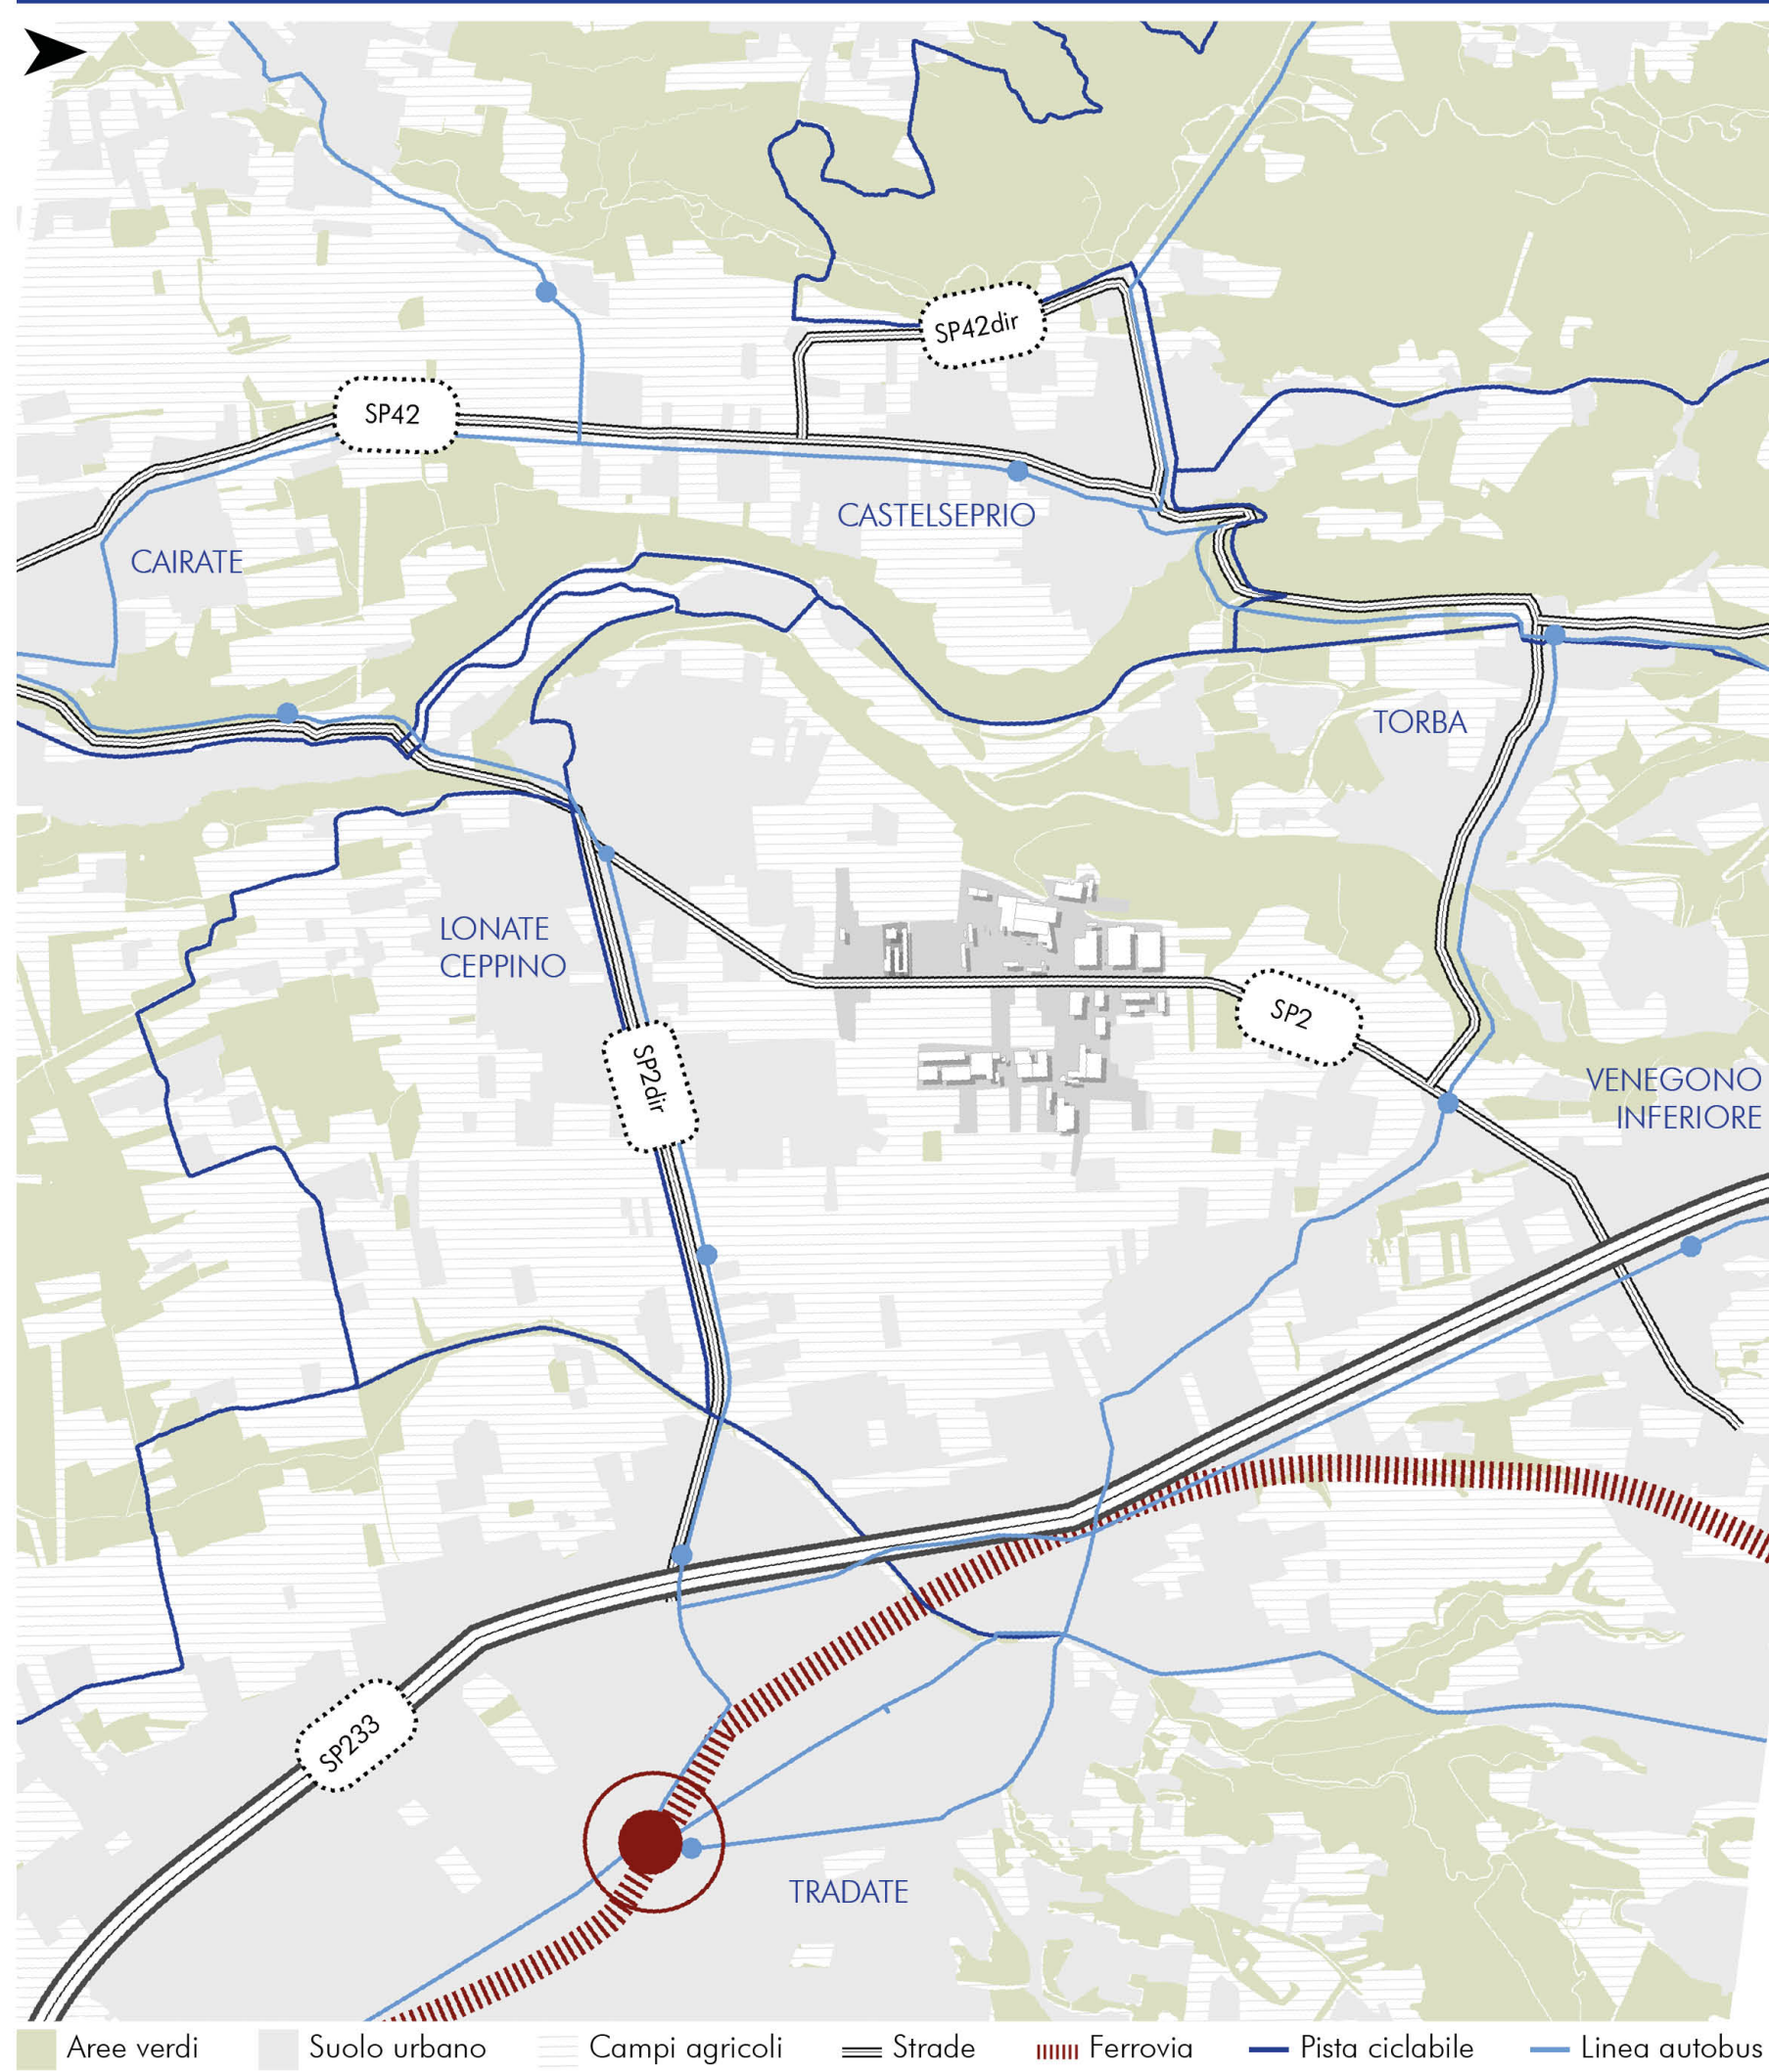 SP42dir
SP42
CASTELSEPRIO
CAIRATE
TORBA
LONATE
CEPPINO
SP2
SP2dir
VENEGONO
INFERIORE
SP233
TRADATE
Aree verdi
Suolo urbano
Campi agricoli
Strade
Ferrovia
Pista ciclabile
Linea autobus